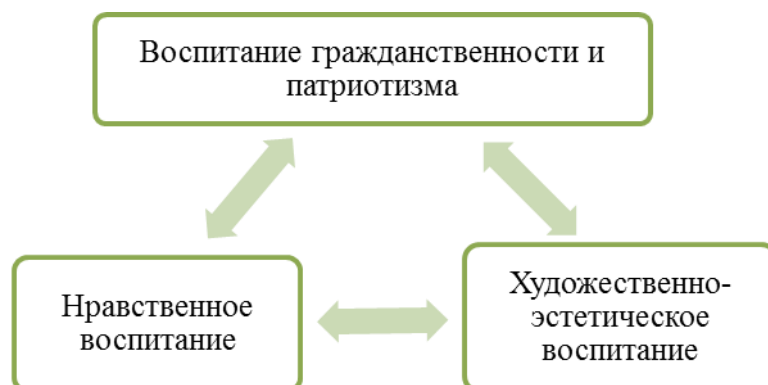 Воспитание гражданственности и
патриотизма
Нравственное
воспитание
Художественно-
эстетическое
воспитание